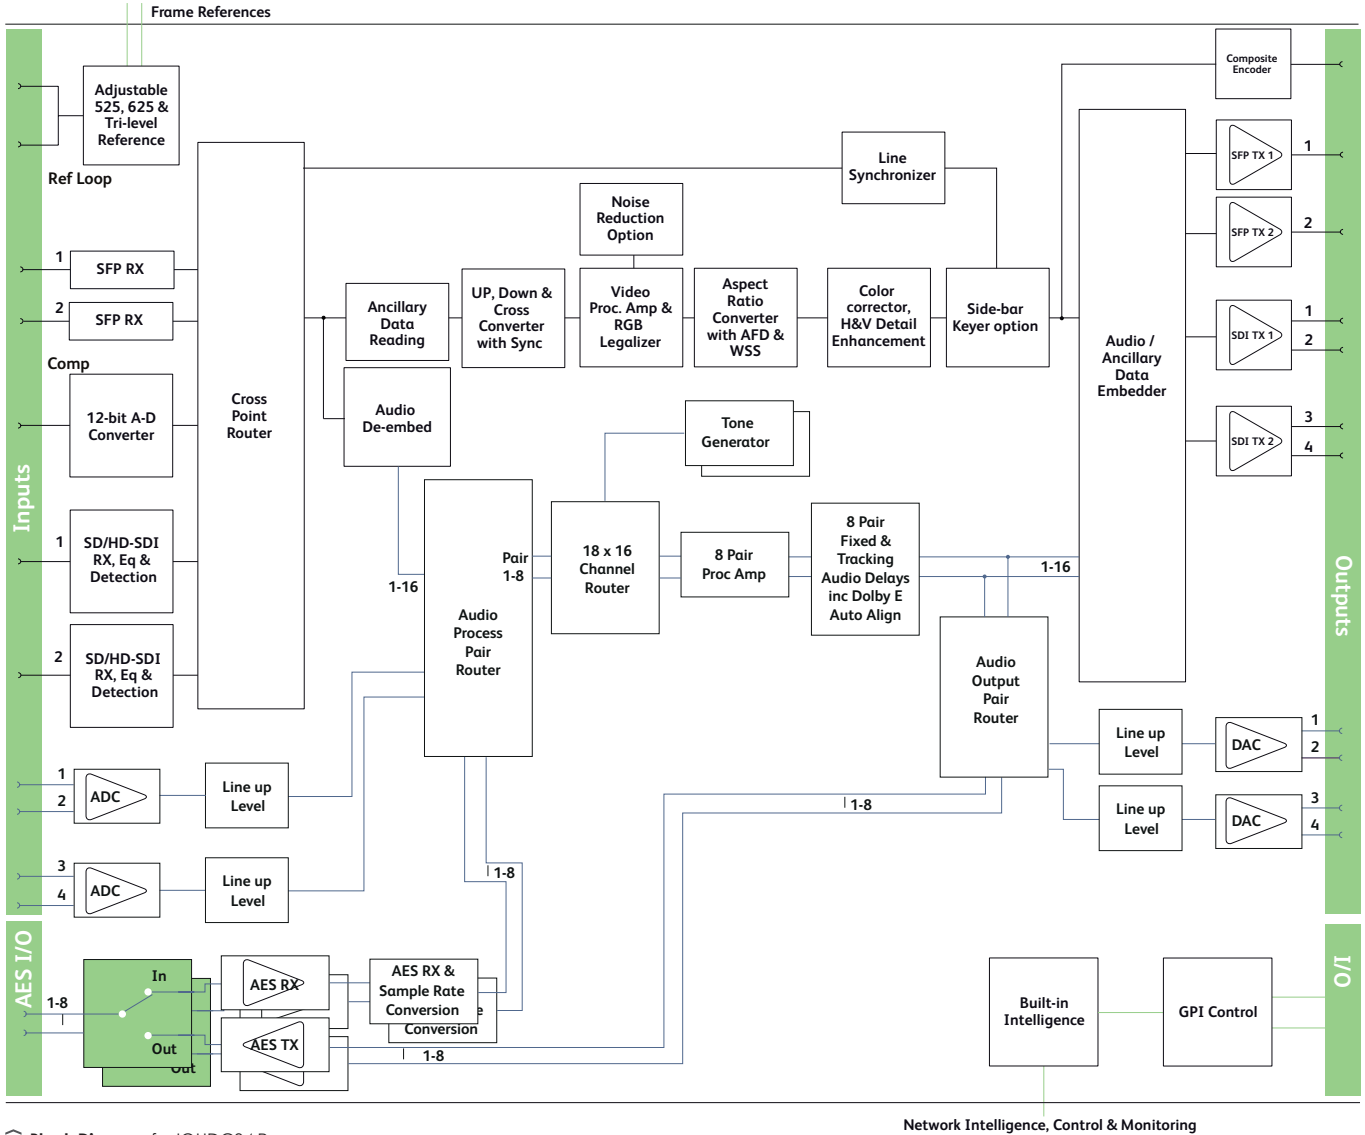 Frame References
Adjustable
525, 625 &
Tri-level
Reference
Ref Loop
1
SFP RX
2
SFP RX
Comp
12-bit A-D
Converter
1
SD/HD-SDI
RX, Eq &
Detection
2
SD/HD-SDI
RX, Eq &
Detection
Inputs
Cross
Point
Router
Line
Synchronizer
Noise
Reduction
Option
Ancillary
Data
Reading
UP, Down &
Cross
Converter
with Sync
Video
Proc. Amp &
RGB
Legalizer
Aspect
Ratio
Converter
with AFD &
WSS
Color
corrector,
H&V Detail
Enhancement
Side-bar
Keyer option
Audio
De-embed
Tone
Generator
1-16
Audio
Process
Pair
Router
Pair
1-8
18 x 16
Channel
Router
8 Pair
Proc Amp
8 Pair
Fixed &
Tracking
Audio Delays
inc Dolby E
Auto Align
1-16
Audio /
Ancillary
Data
Embedder
Composite
Encoder
SFP TX 1
1
SFP TX 2
2
SDI TX 1
1
2
SDI TX 2
3
4
Outputs
Audio
Output
Pair
Router
Line up
Level
DAC
1
2
Line up
Level
DAC
3
4
1
2
ADC
Line up
Level
3
4
ADC
Line up
Level
1-8
1-8
AES I/O
1-8
In
Out
Out
AES RX
AES TX
AES RX &
Sample Rate
Conversion
e
Conversion
1-8
Built-in
Intelligence
GPI Control
I/O
Network Intelligence, Control & Monitoring